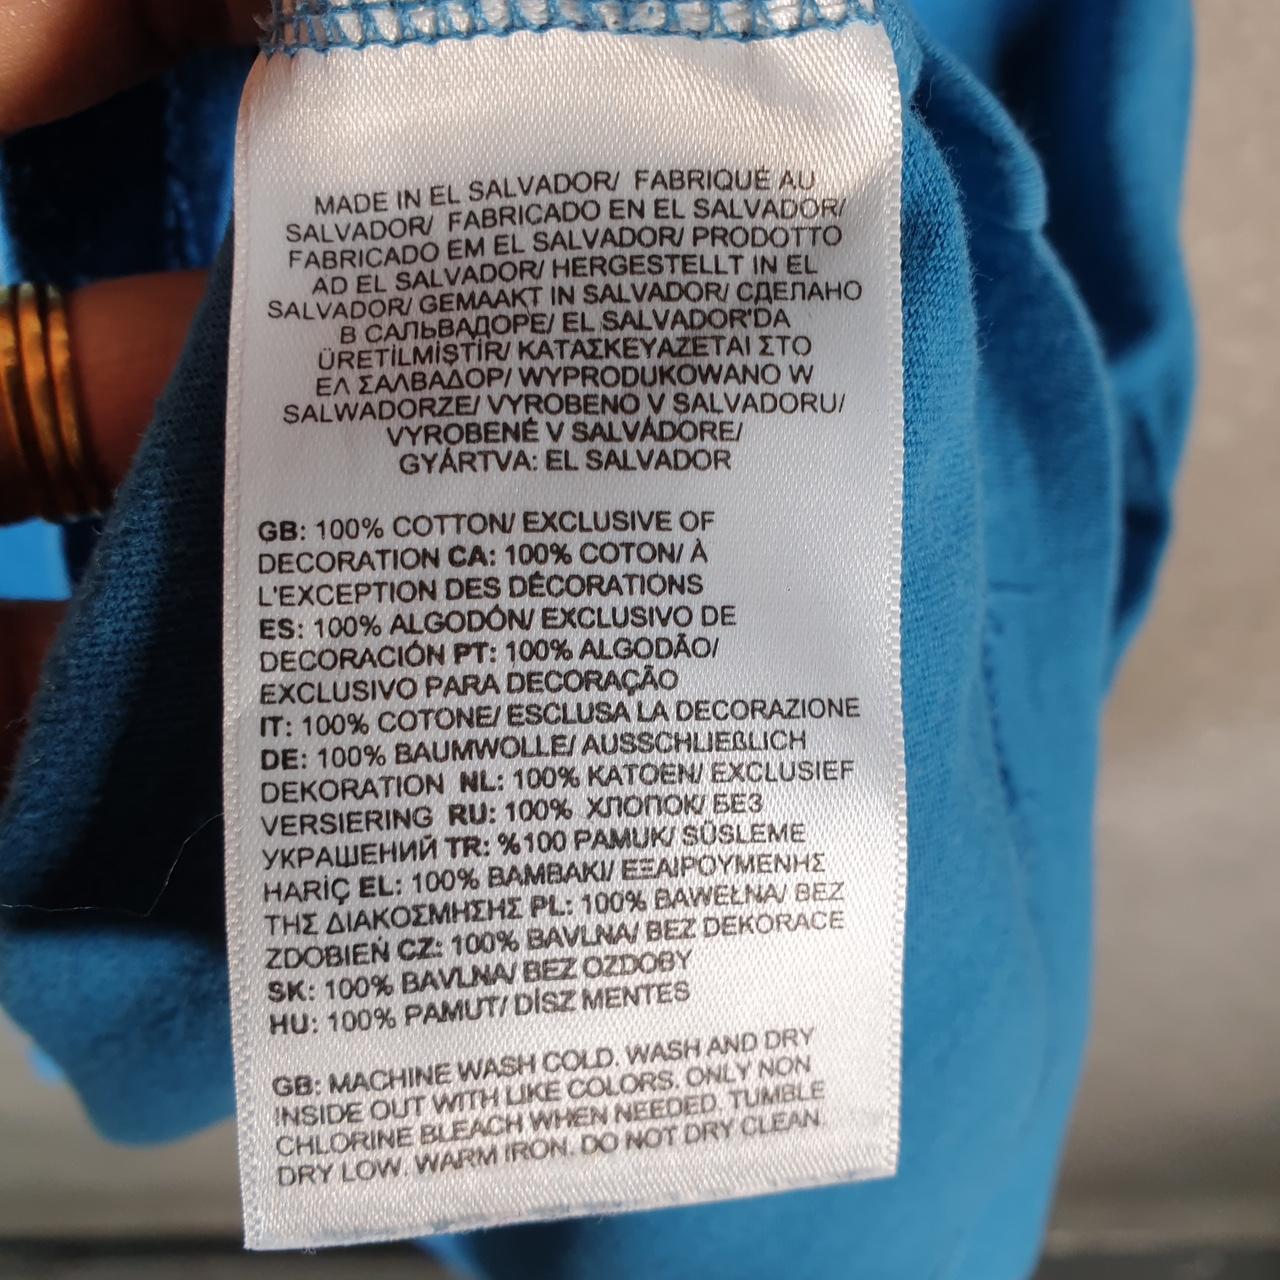 MADE IN EL SALVADOR/ FABRIQUÉ AU
SALVADOR/ FABRICADO EN EL SALVADOR/
FABRICADO EM EL SALVADOR/ PRODOTTO
AD EL SALVADOR/ HERGESTELLT IN EL
SALVADOR/ GEMAAKT IN SALVADOR/ СДЕЛАНО
В САЛЬВАДОРЕ/ EL SALVADOR'DA
ÜRETİLMİSTİR/ ΚΑΤΑΣΚΕΥΑΖΕΤΑΙ ΣΤΟ
ΕΛ ΣΑΛΒΑΔΟΡ/ WYPRODUKOWANO W
SALWADORZE/ VYROBENO V SALVADORU/
VYROBENÉ V SALVÁDORE/
GYÁRTVA: EL SALVADOR
GB: 100% COTTON/ EXCLUSIVE OF
DECORATION CA: 100% COTON/ À
L'EXCEPTION DES DÉCORATIONS
ES: 100% ALGODÓN/ EXCLUSIVO DE
DECORACIÓN PT: 100% ALGODÃO/
EXCLUSIVO PARA DECORAÇÃO
IT: 100% COTONE/ ESCLUSA LA DECORAZIONE
DE: 100% BAUMWOLLE/ AUSSCHLIEßLICH
DEKORATION NL: 100% KATOEN/ EXCLUSIEF
VERSIERING RU: 100% ХЛОПОК/ БЕЗ
УКРАШЕНИЙ TR: %100 PAMUK/ SÜSLEME
HARİÇ EL: 100% ΒΑΜΒΑΚΙ/ ΕΞΑΙΡΟΥΜΕΝΗΣ
ΤΗΣ ΔΙΑΚΟΣΜΗΣΗΣ PL: 100% BAWEŁNA/ BEZ
ZDOBIEŃ CZ: 100% BAVLNA/ BEZ DEKORACE
SK: 100% BAVLNA/ BEZ OZDOBY
HU: 100% PAMUT/ DÍSZ MENTES
GB: MACHINE WASH COLD. WASH AND DRY
INSIDE OUT WITH LIKE COLORS. ONLY NON
CHLORINE BLEACH WHEN NEEDED. TUMBLE
DRY LOW. WARM IRON. DO NOT DRY CLEAN.